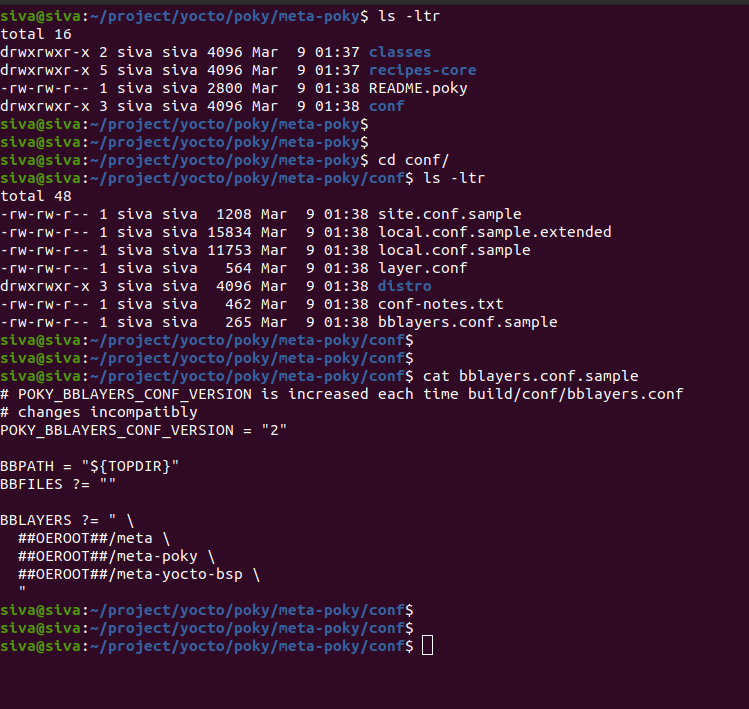 siva@siva:~/project/yocto/poky/meta-poky$ ls -ltr
total 16
drwxrwxr-x 2 siva siva 4096 Mar  9 01:37 classes
drwxrwxr-x 5 siva siva 4096 Mar  9 01:37 recipes-core
-rw-rw-r-- 1 siva siva 2800 Mar  9 01:38 README.poky
drwxrwxr-x 3 siva siva 4096 Mar  9 01:38 conf
siva@siva:~/project/yocto/poky/meta-poky$
siva@siva:~/project/yocto/poky/meta-poky$
siva@siva:~/project/yocto/poky/meta-poky$ cd conf/
siva@siva:~/project/yocto/poky/meta-poky/conf$ ls -ltr
total 48
-rw-rw-r-- 1 siva siva  1208 Mar  9 01:38 site.conf.sample
-rw-rw-r-- 1 siva siva 15834 Mar  9 01:38 local.conf.sample.extended
-rw-rw-r-- 1 siva siva 11753 Mar  9 01:38 local.conf.sample
-rw-rw-r-- 1 siva siva   564 Mar  9 01:38 layer.conf
drwxrwxr-x 3 siva siva  4096 Mar  9 01:38 distro
-rw-rw-r-- 1 siva siva   462 Mar  9 01:38 conf-notes.txt
-rw-rw-r-- 1 siva siva   265 Mar  9 01:38 bblayers.conf.sample
siva@siva:~/project/yocto/poky/meta-poky/conf$
siva@siva:~/project/yocto/poky/meta-poky/conf$
siva@siva:~/project/yocto/poky/meta-poky/conf$ cat bblayers.conf.sample
# POKY_BBLAYERS_CONF_VERSION is increased each time build/conf/bblayers.conf
# changes incompatibly
POKY_BBLAYERS_CONF_VERSION = "2"

BBPATH = "${TOPDIR}"
BBFILES ?= ""

BBLAYERS ?= " \
  ##OEROOT##/meta \
  ##OEROOT##/meta-poky \
  ##OEROOT##/meta-yocto-bsp \
  "
siva@siva:~/project/yocto/poky/meta-poky/conf$
siva@siva:~/project/yocto/poky/meta-poky/conf$
siva@siva:~/project/yocto/poky/meta-poky/conf$